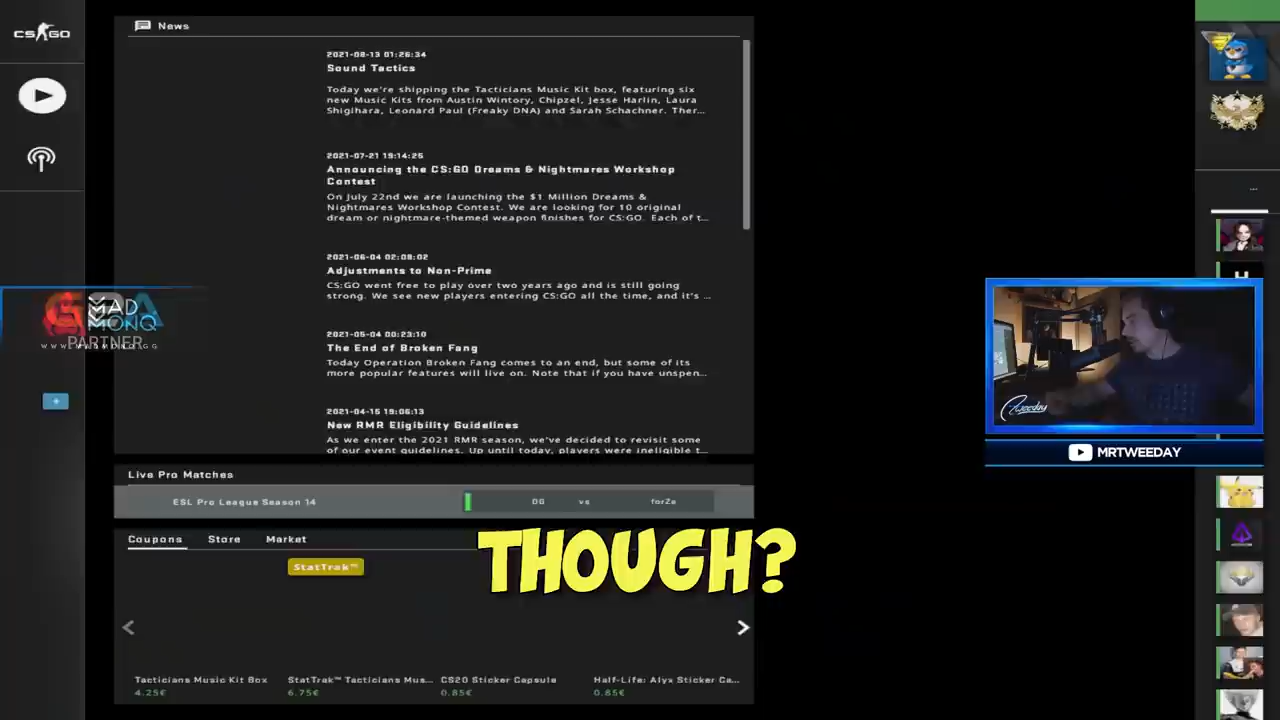 CS:GO
News
2021-08-13 01:26:34
Sound Tactics
Today we're shipping the Tacticians Music Kit box, featuring six
new Music Kits from Austin Wintory, Chipzel, Jesse Harlin, Laura
Shigihara, Leonard Paul (Freaky DNA) and Sarah Schachner. Ther...
2021-07-21 19:14:25
Announcing the CS:GO Dreams & Nightmares Workshop
Contest
On July 22nd we are launching the $1 Million Dreams &
Nightmares Workshop Contest. We are looking for 10 original
dream or nightmare-themed weapon finishes for CS:GO. Each of t...
2021-06-04 02:08:02
Adjustments to Non-Prime
CS:GO went free to play over two years ago and is still going
strong. We see new players entering CS:GO all the time, and it's ...
2021-05-04 00:23:10
The End of Broken Fang
Today Operation Broken Fang comes to an end, but some of its
more popular features will live on. Note that if you have unspen...
2021-04-15 19:06:13
New RMR Eligibility Guidelines
As we enter the 2021 RMR season, we've decided to revisit some
of our event guidelines. Up until today, players were ineligible t...
MAD
MONQ
PARTNER
WWW.MADMONQ.GG
Live Pro Matches
ESL Pro League Season 14
OG vs forZe
Coupons Store Market
StatTrak™
THOUGH?
Tacticians Music Kit Box
4.25€
StatTrak™ Tacticians Mus...
6.75€
CS20 Sticker Capsule
0.85€
Half-Life: Alyx Sticker Ca...
0.85€
Tweeday
MRTWEEDAY